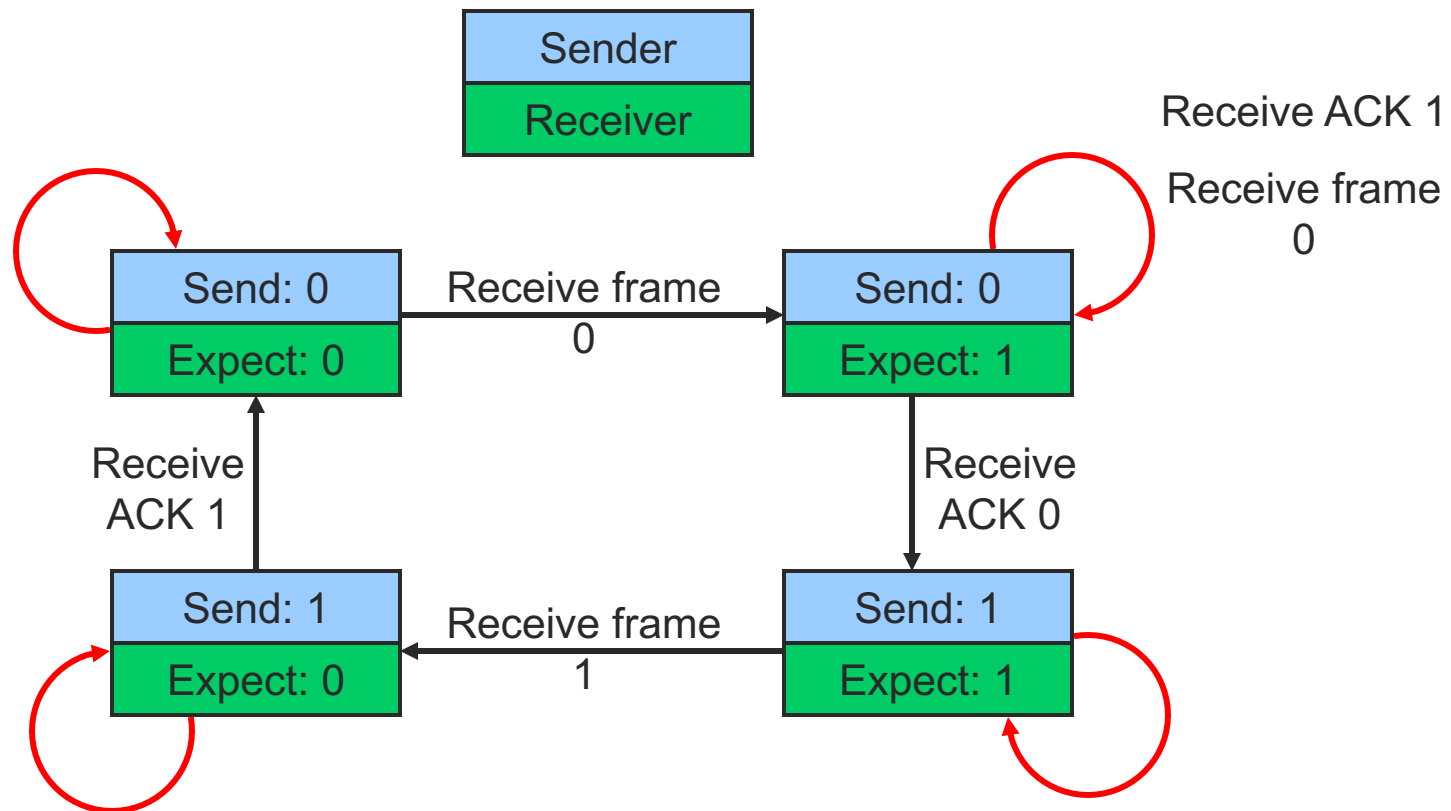 Sender
Receiver
Receive ACK 1
Receive frame
0
Send: 0
Expect: 0
Receive frame
0
Send: 0
Expect: 1
Receive
ACK 1
Receive
ACK 0
Send: 1
Expect: 0
Receive frame
1
Send: 1
Expect: 1